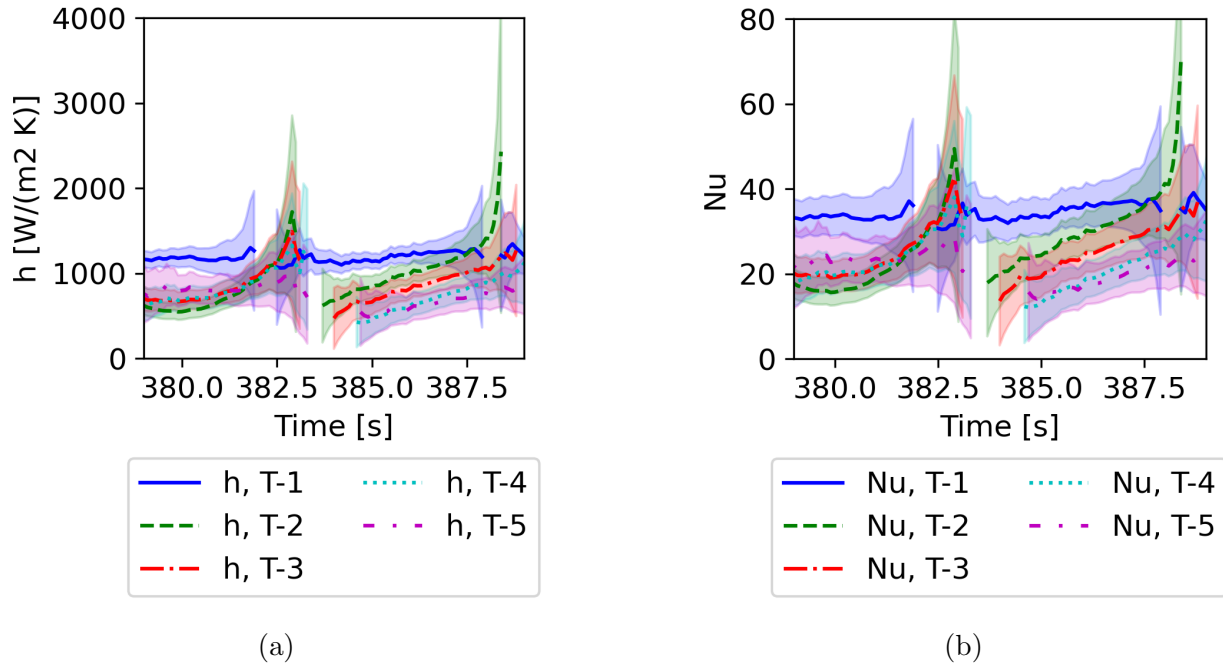 4000
3000
2000
1000
0
h [W/(m2 K)]
380.0 382.5 385.0 387.5
Time [s]
h, T-1
h, T-2
h, T-3
h, T-4
h, T-5
(a)
80
60
40
20
0
Nu
380.0 382.5 385.0 387.5
Time [s]
Nu, T-1
Nu, T-2
Nu, T-3
Nu, T-4
Nu, T-5
(b)